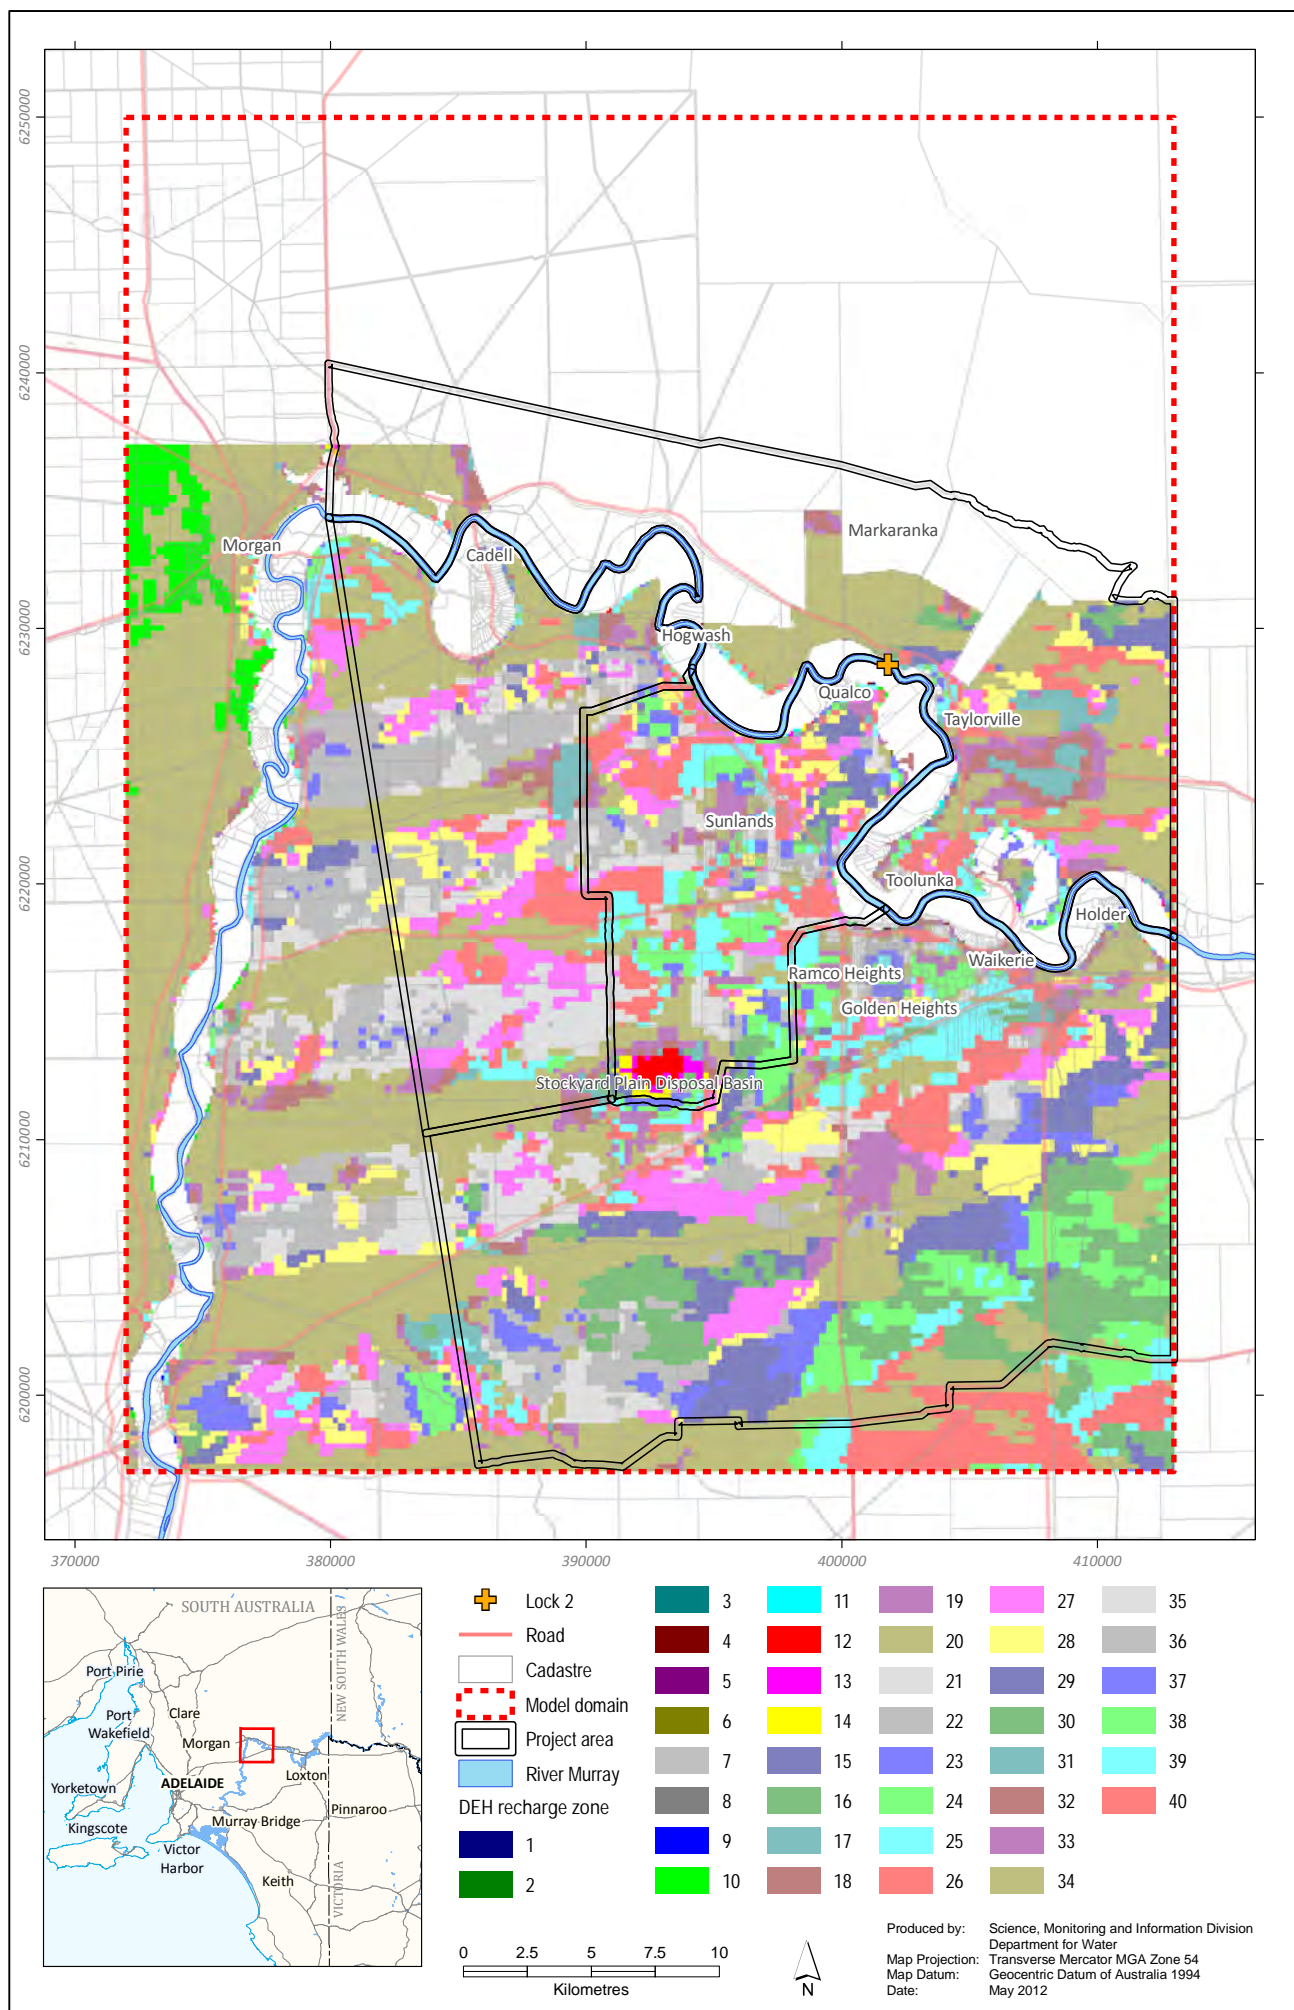 6250000
6240000
6230000
6220000
6210000
6200000
Markaranka
Morgan
Cadell
Hogwash
Qualco
Taylorville
Sunlands
Toolunka
Holder
Waikerie
Ramco Heights
Golden Heights
Stockyard Plain Disposal Basin
370000
380000
390000
400000
410000
SOUTH AUSTRALIA
NEW SOUTH WALES
VICTORIA
Port Pirie
Port
Wakefield
Clare
Morgan
Yorketown
ADELAIDE
Loxton
Kingscote
Murray Bridge
Pinnaroo
Victor
Harbor
Keith
Lock 2
Road
Cadastre
Model domain
Project area
River Murray
DEH recharge zone
1
2
3
4
5
6
7
8
9
10
11
12
13
14
15
16
17
18
19
20
21
22
23
24
25
26
27
28
29
30
31
32
33
34
35
36
37
38
39
40
0 2.5 5 7.5 10
Kilometres
N
Produced by: Science, Monitoring and Information Division
Department for Water
Map Projection: Transverse Mercator MGA Zone 54
Map Datum: Geocentric Datum of Australia 1994
Date: May 2012